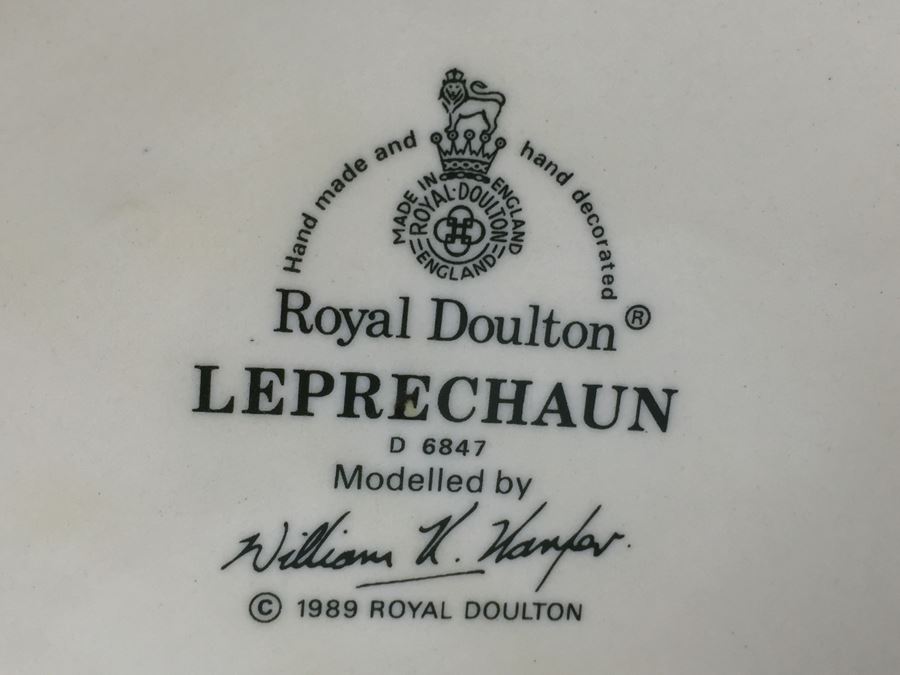 Hand made and hand decorated
MADE IN ENGLAND
ROYAL·DOULTON
ENGLAND
Royal Doulton®
LEPRECHAUN
D 6847
Modelled by
William K. Harper.
© 1989 ROYAL DOULTON